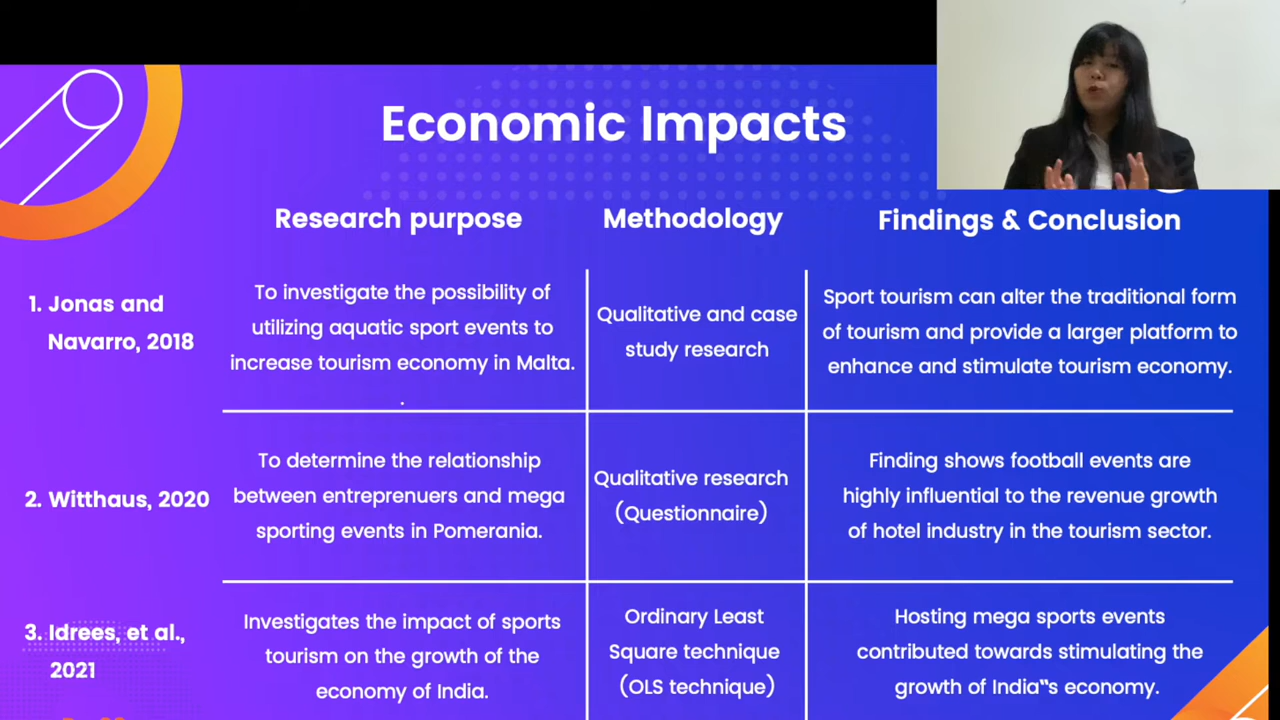 Economic Impacts
Research purpose
Methodology
Findings & Conclusion
1. Jonas and
Navarro, 2018
To investigate the possibility of
utilizing aquatic sport events to
increase tourism economy in Malta.
.
Qualitative and case
study research
Sport tourism can alter the traditional form
of tourism and provide a larger platform to
enhance and stimulate tourism economy.
2. Witthaus, 2020
To determine the relationship
between entreprenuers and mega
sporting events in Pomerania.
Qualitative research
(Questionnaire)
Finding shows football events are
highly influential to the revenue growth
of hotel industry in the tourism sector.
3. Idrees, et al.,
2021
Investigates the impact of sports
tourism on the growth of the
economy of India.
Ordinary Least
Square technique
(OLS technique)
Hosting mega sports events
contributed towards stimulating the
growth of India‟s economy.